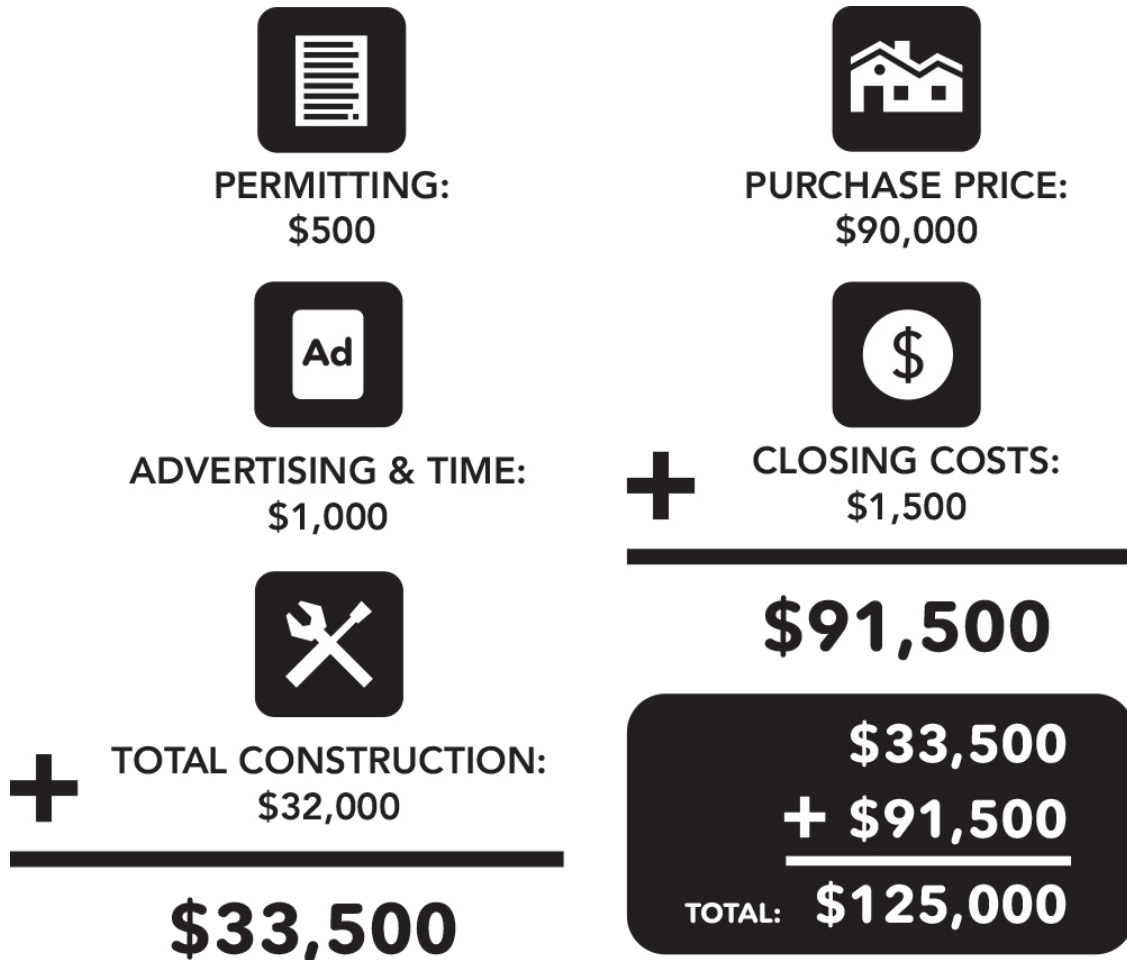 PERMITTING:
$500
Ad
ADVERTISING & TIME:
$1,000
+ TOTAL CONSTRUCTION:
$32,000
$33,500
PURCHASE PRICE:
$90,000
$
+ CLOSING COSTS:
$1,500
$91,500
$33,500
+ $91,500
TOTAL: $125,000